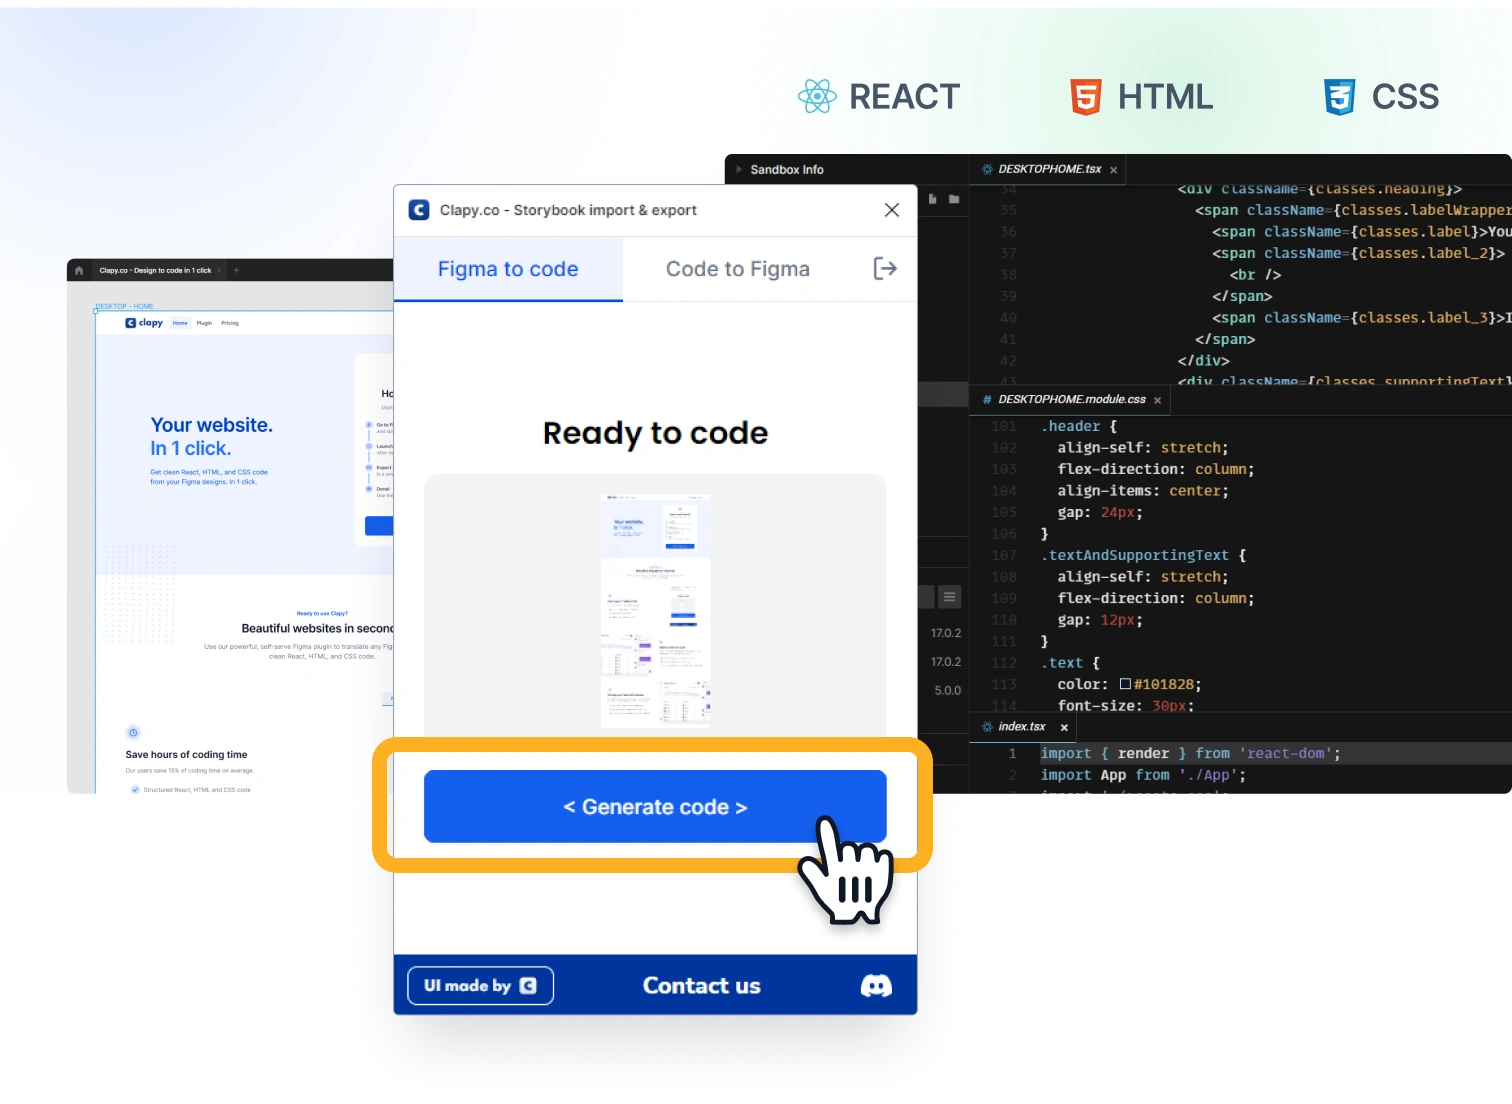 REACT
HTML
CSS
Sandbox Info
DESKTOPHOME.tsx
34 <div className={classes.heading}>
35 <span className={classes.labelWrapper
36 <span className={classes.label}>You
37 <span className={classes.label_2}>
38 <br />
39 </span>
40 <span className={classes.label_3}>I
41 </span>
42 </div>
43 <div className={classes.supportingText}
DESKTOPHOME.module.css
101 .header {
102 align-self: stretch;
103 flex-direction: column;
104 align-items: center;
105 gap: 24px;
106 }
107 .textAndSupportingText {
108 align-self: stretch;
109 flex-direction: column;
110 gap: 12px;
111 }
112 .text {
113 color: #101828;
114 font-size: 30px;
index.tsx
1 import { render } from 'react-dom';
2 import App from './App';
17.0.2
17.0.2
5.0.0
Clapy.co - Storybook import & export
Figma to code
Code to Figma
Ready to code
< Generate code >
UI made by
Contact us
Clapy.co - Design to code in 1 click
DESKTOP - HOME
clapy
Home
Plugin
Pricing
Your website.
In 1 click.
Get clean React, HTML, and CSS code
from your Figma designs. In 1 click.
Ready to use Clapy?
Beautiful websites in secon
Use our powerful, self-serve Figma plugin to translate any Fig
clean React, HTML, and CSS code.
Save hours of coding time
Our users save 15% of coding time on average.
Structured React, HTML and CSS code